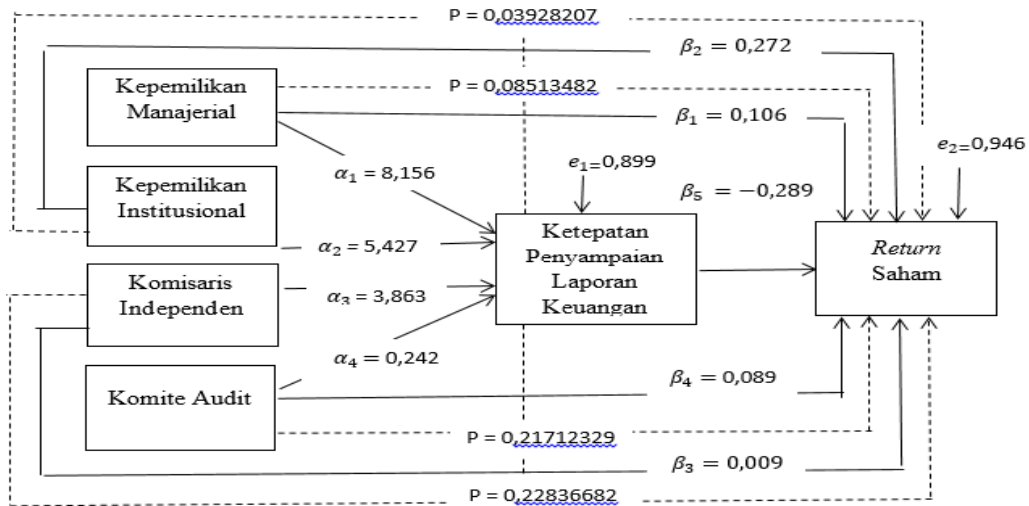 P = 0,03928207
β₂ = 0,272
Kepemilikan
Manajerial
P = 0,08513482
β₁ = 0,106
e₂=0,946
α₁ = 8,156
e₁=0,899
β₅ = −0,289
Kepemilikan
Institusional
α₂ = 5,427
Ketepatan
Penyampaian
Laporan
Keuangan
Return
Saham
Komisaris
Independen
α₃ = 3,863
α₄ = 0,242
Komite Audit
β₄ = 0,089
P = 0,21712329
β₃ = 0,009
P = 0,22836682